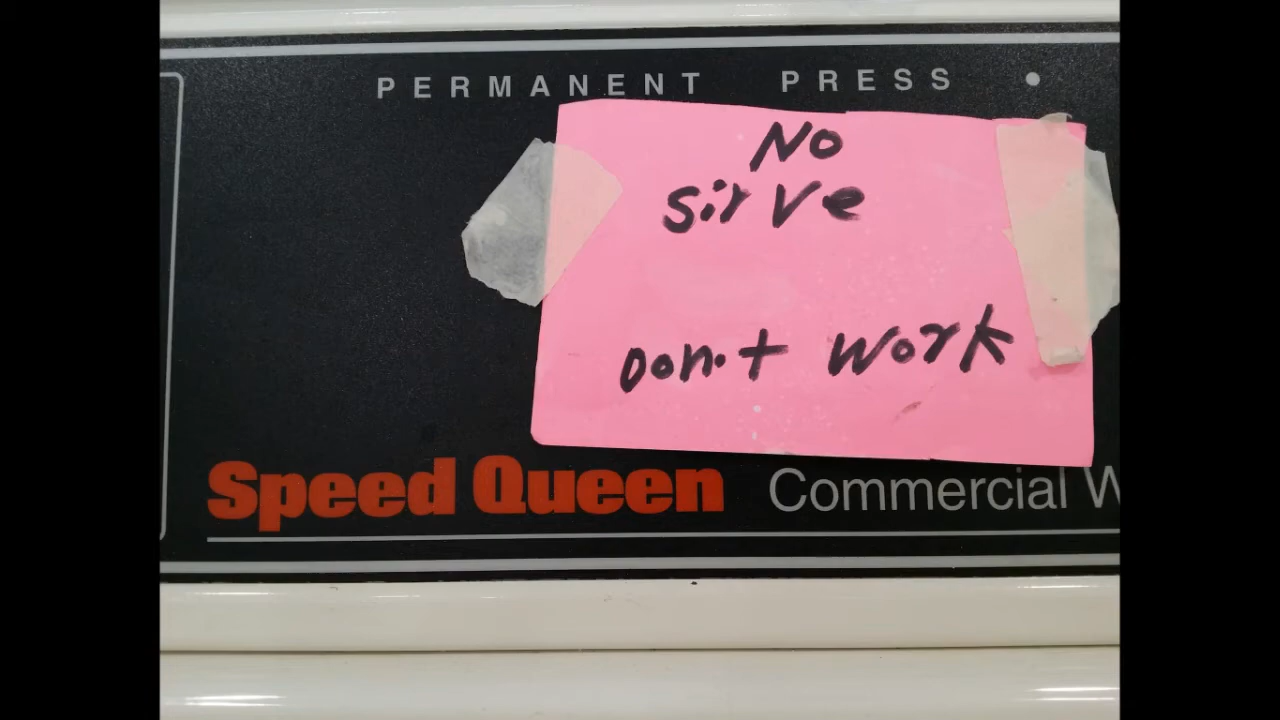 PERMANENT PRESS •
No
sirve
Don't work
Speed Queen Commercial W